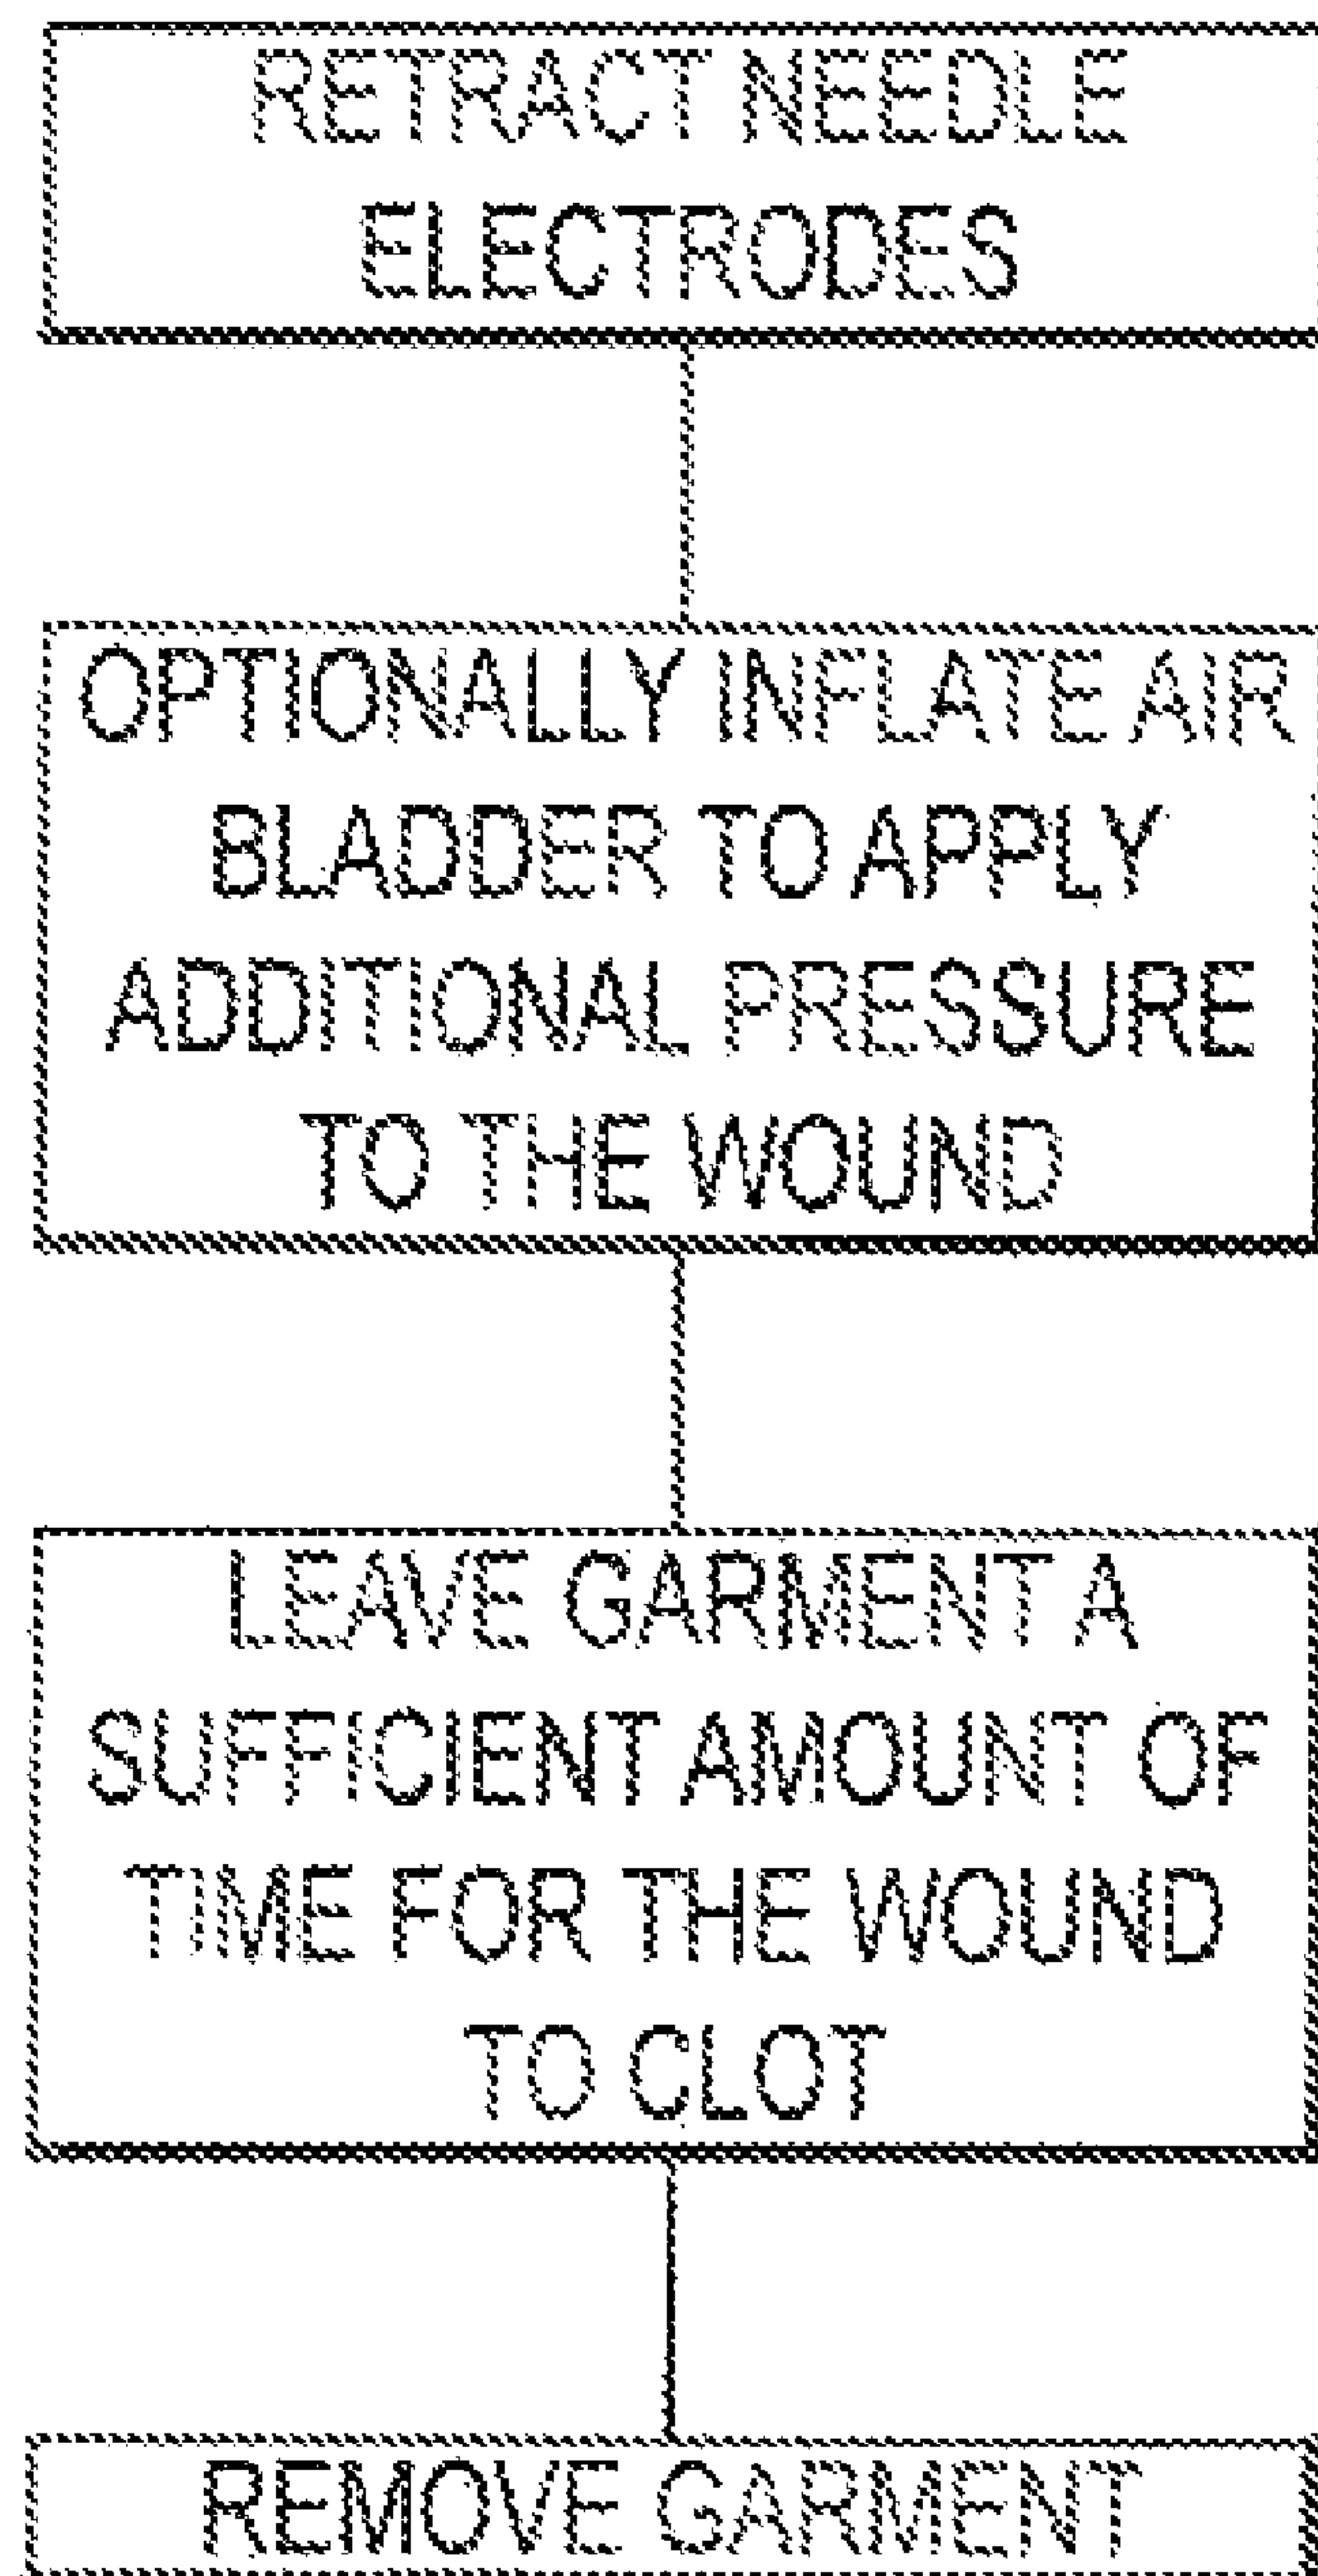 RETRACT NEEDLE
ELECTRODES
OPTIONALLY INFLATE AIR
BLADDER TO APPLY
ADDITIONAL PRESSURE
TO THE WOUND
LEAVE GARMENT A
SUFFICIENT AMOUNT OF
TIME FOR THE WOUND
TO CLOT
REMOVE GARMENT